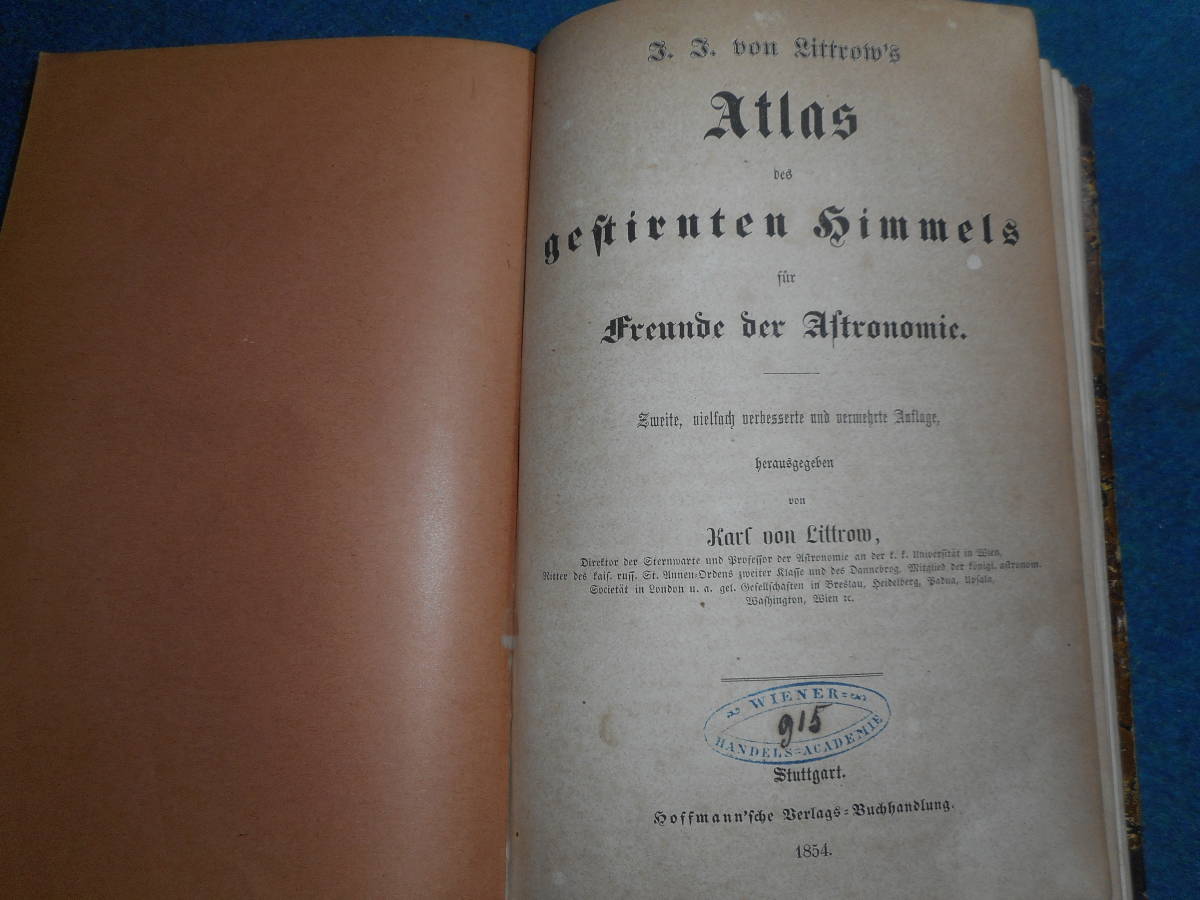 J. J. von Littrow's
Atlas
des
gestirnten Himmels
für
Freunde der Astronomie.
Zweite, vielfach verbesserte und vermehrte Auflage,
herausgegeben
von
Karl von Littrow,
Direktor der Sternwarte und Professor der Astronomie an der k. k. Universität in Wien,
Ritter des kais. russ. St. Annen-Ordens zweiter Klasse und des Dannebrog, Mitglied der königl. astronom.
Societät in London u. a. gel. Gesellschaften in Breslau, Heidelberg, Padua, Upsala,
Washington, Wien ꝛc.
WIENER
915
HANDELS=ACADEMIE
Stuttgart.
Hoffmann'sche Verlags=Buchhandlung.
1854.